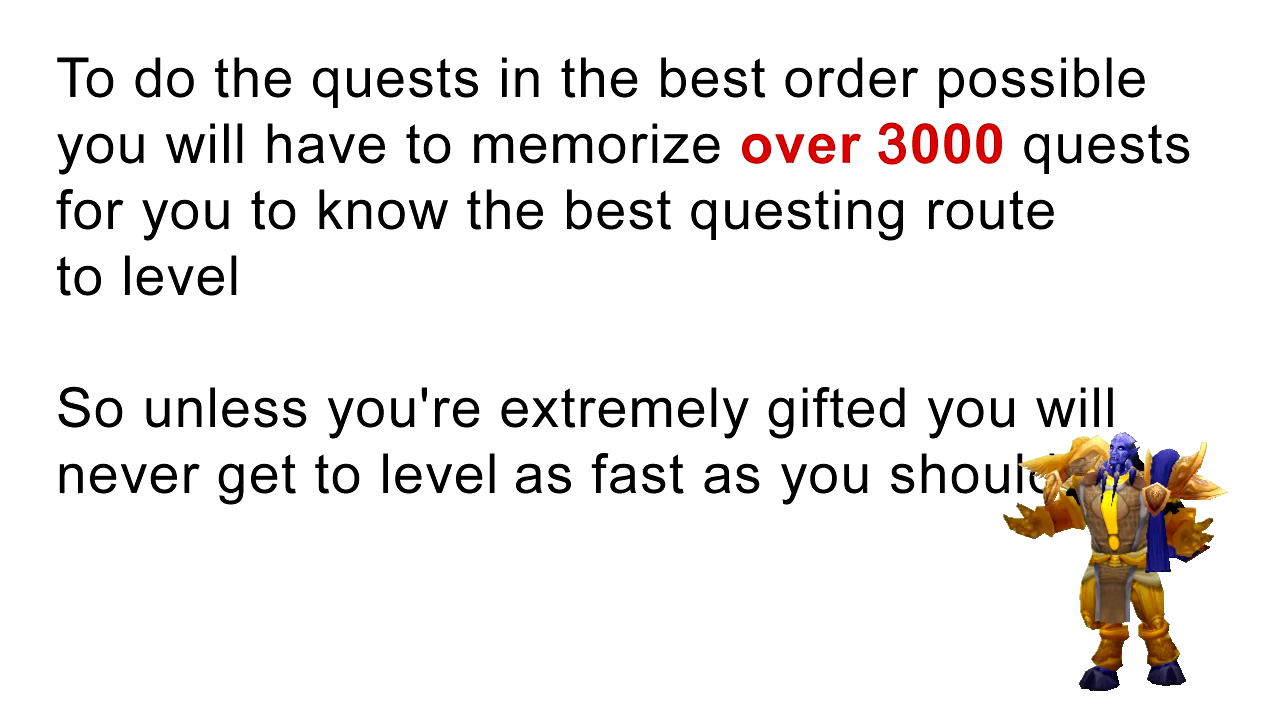 To do the quests in the best order possible
you will have to memorize over 3000 quests
for you to know the best questing route
to level
So unless you're extremely gifted you will
never get to level as fast as you should